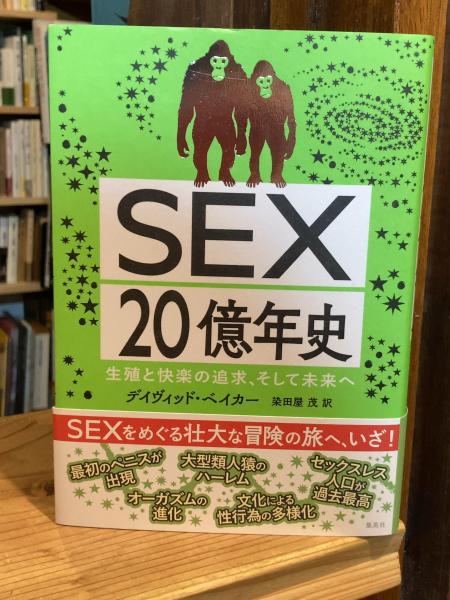 SEX
20億年史
生殖と快楽の追求、そして未来へ
デイヴィッド・ベイカー 染田屋 茂 訳
SEXをめぐる壮大な冒険の旅へ、いざ!
最初のペニスが
出現
大型類人猿の
ハーレム
セックスレス
人口が
過去最高
オーガズムの
進化
文化による
性行為の多様化
集英社